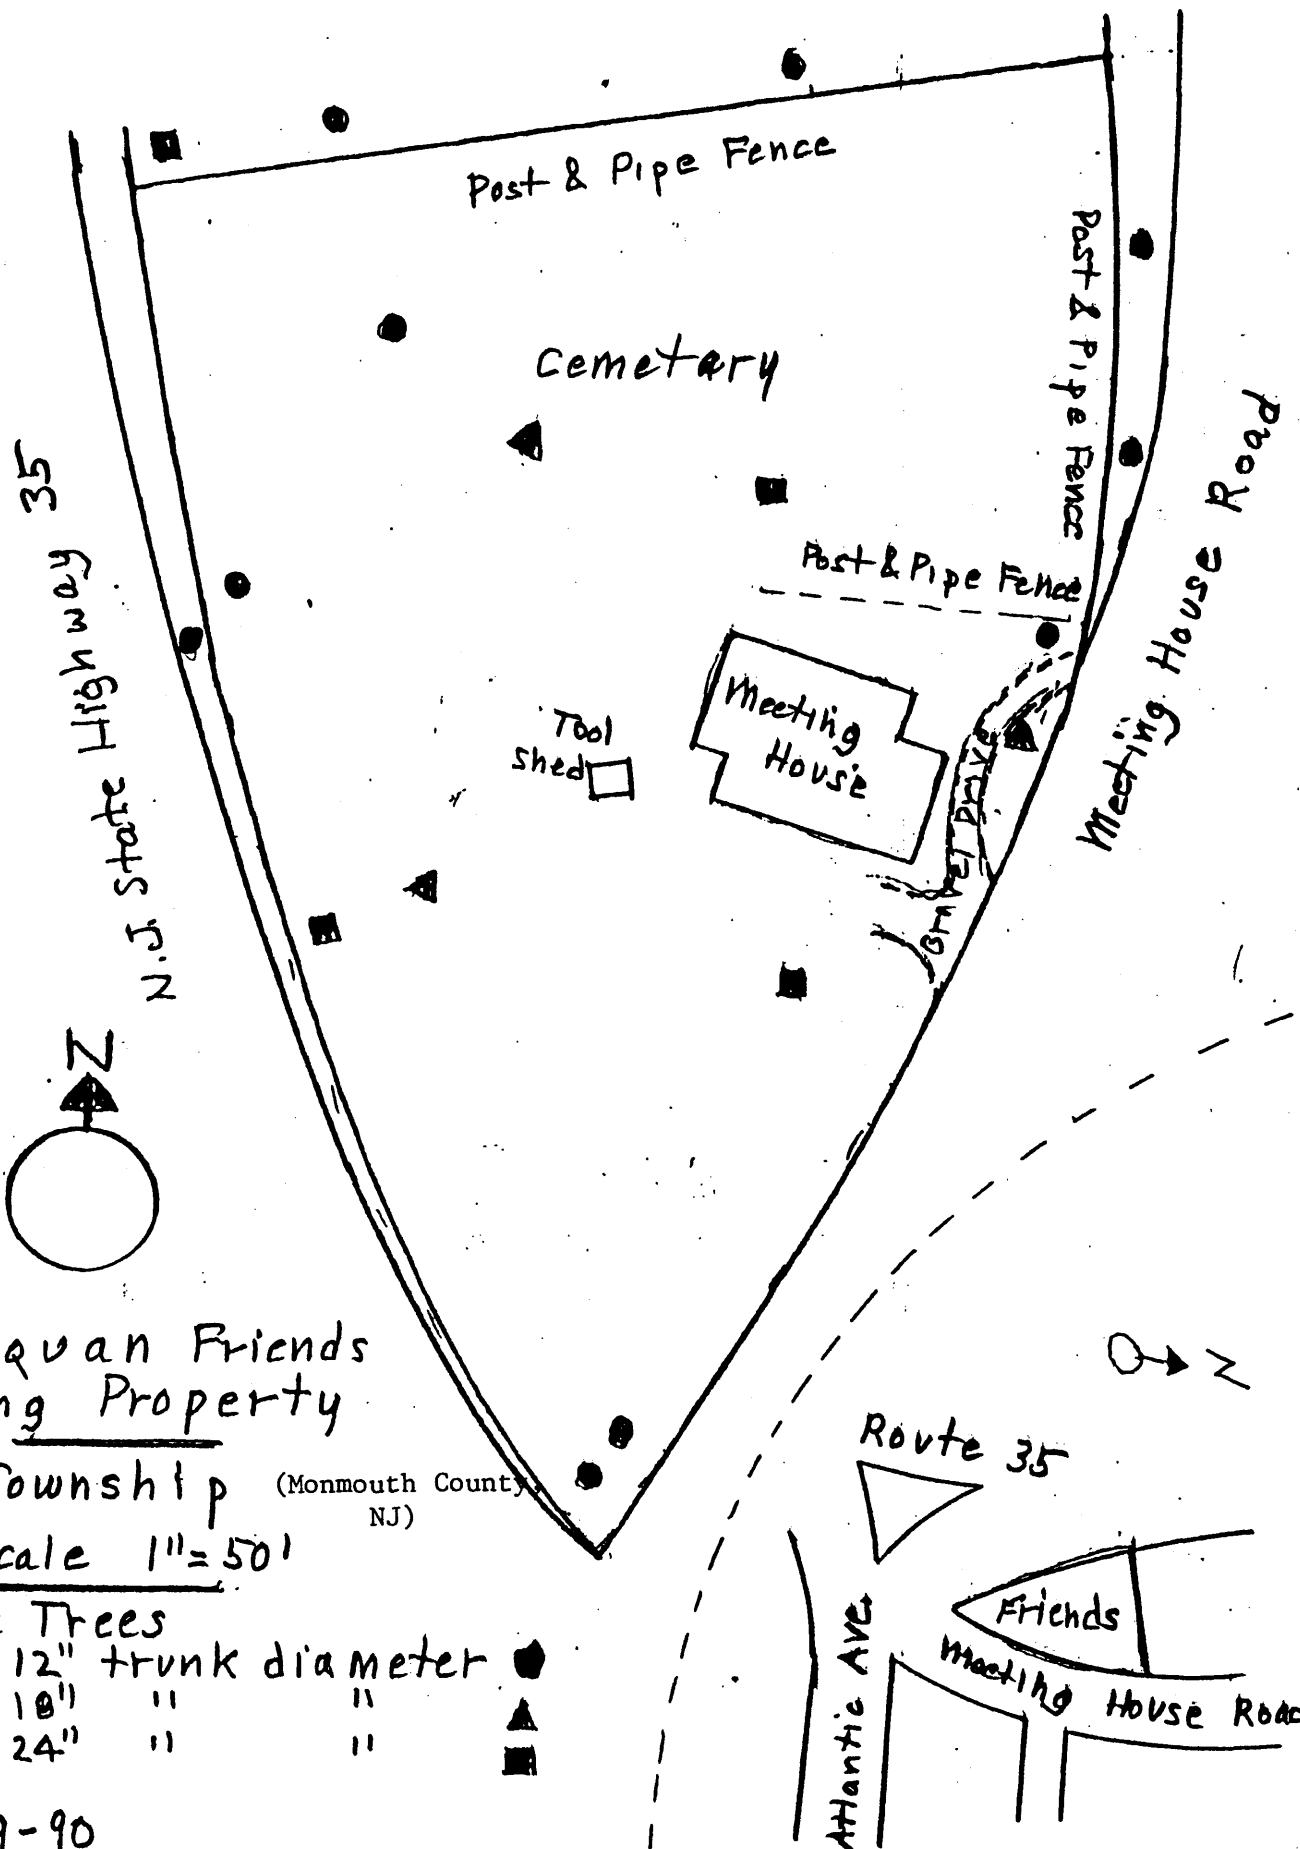 Post & Pipe Fence
Post & Pipe Fence
Cemetary
N.J. State Highway 35
Post & Pipe Fence
Meeting House Road
Meeting
House
Tool
Shed
Gravel Drive
N
quan Friends
ng Property
Township (Monmouth County,
NJ)
cale 1"=50'
Trees
12" trunk diameter
18" " "
24" " "
9-90
N
Route 35
Friends
Atlantic Ave.
Meeting House Road